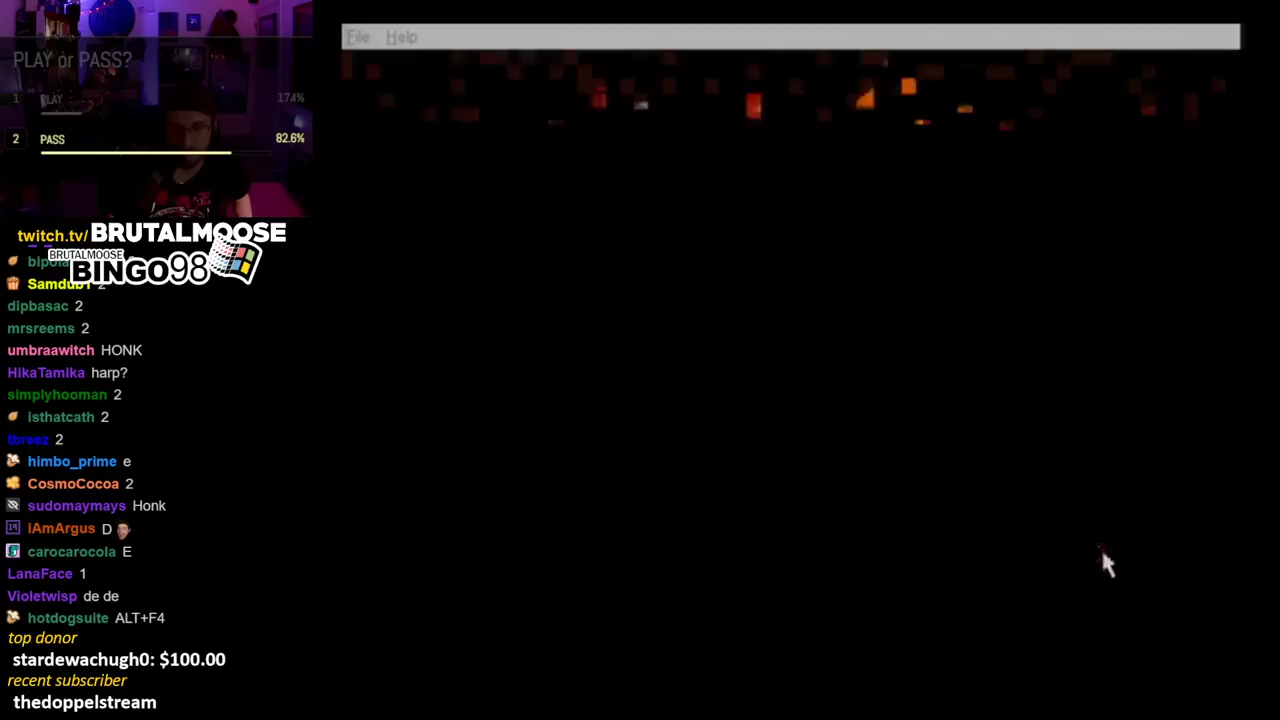 File Help
PLAY or PASS?
1 PLAY 17.4%
2 PASS 82.6%
twitch.tv/BRUTALMOOSE
BRUTALMOOSE
BINGO98
Samdub1 2
dipbasac 2
mrsreems 2
umbraawitch HONK
HikaTamika harp?
simplyhooman 2
isthatcath 2
tbreez 2
himbo_prime e
CosmoCocoa 2
sudomaymays Honk
IAmArgus D
carocarocola E
LanaFace 1
Violetwisp de de
hotdogsuite ALT+F4
top donor
stardewachugh0: $100.00
recent subscriber
thedoppelstream